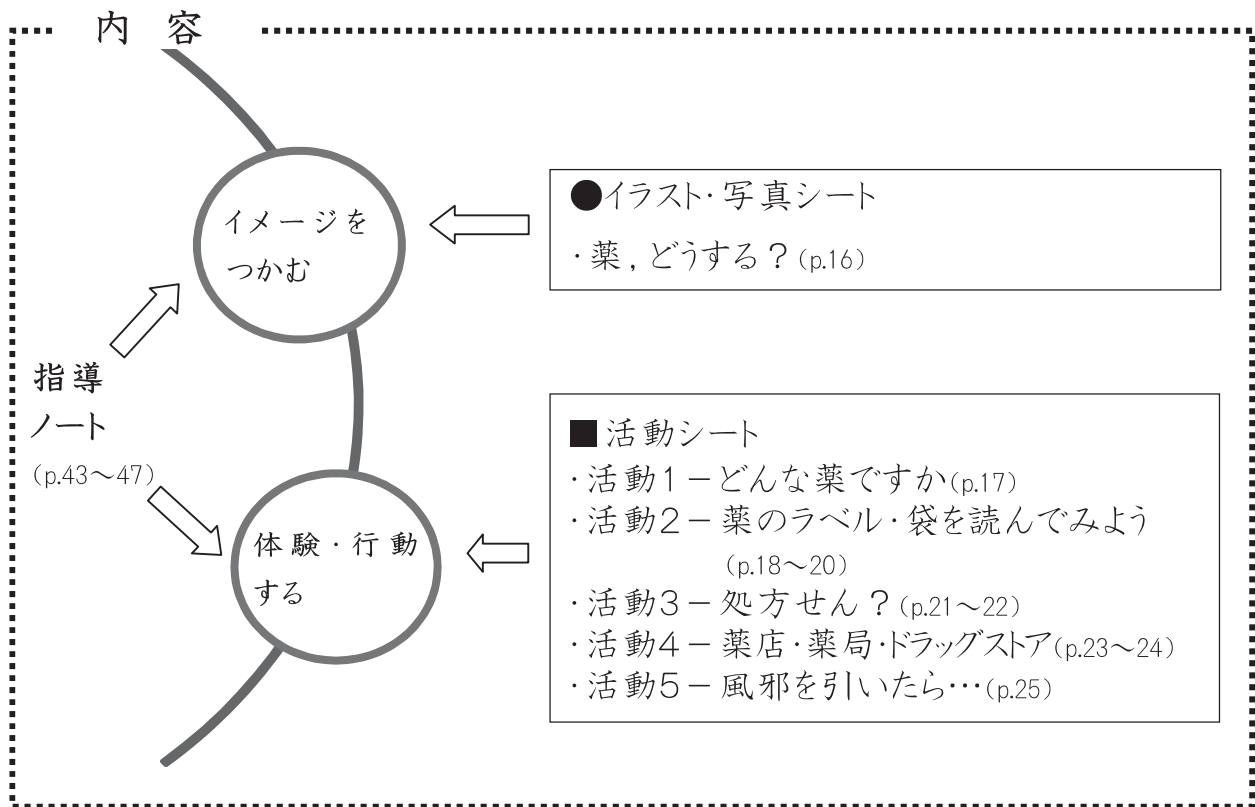 内 容
イメージを
つかむ
●イラスト・写真シート
・薬，どうする？(p.16)
指導
ノート
(p.43～47)
体験・行動
する
■活動シート
・活動1－どんな薬ですか(p.17)
・活動2－薬のラベル・袋を読んでみよう
(p.18～20)
・活動3－処方せん？(p.21～22)
・活動4－薬店・薬局・ドラッグストア(p.23～24)
・活動5－風邪を引いたら…(p.25)